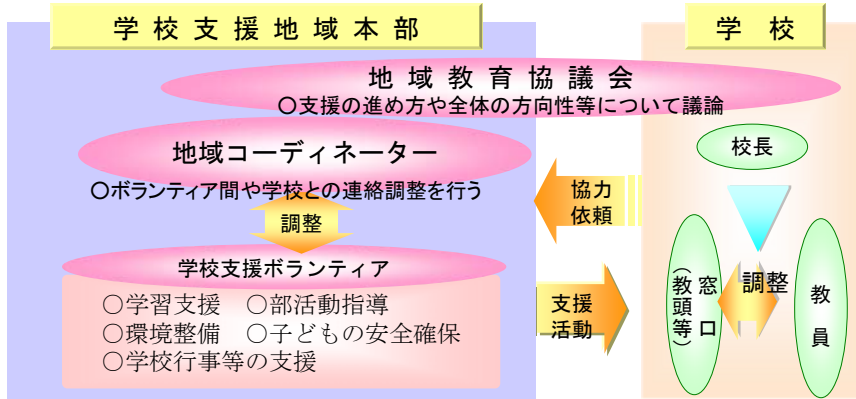 学校支援地域本部
学校
地域教育協議会
○支援の進め方や全体の方向性等について議論
地域コーディネーター
○ボランティア間や学校との連絡調整を行う
調整
学校支援ボランティア
○学習支援 ○部活動指導
○環境整備 ○子どもの安全確保
○学校行事等の支援
協力
依頼
支援
活動
校長
窓口
(教頭等)
調整
教員